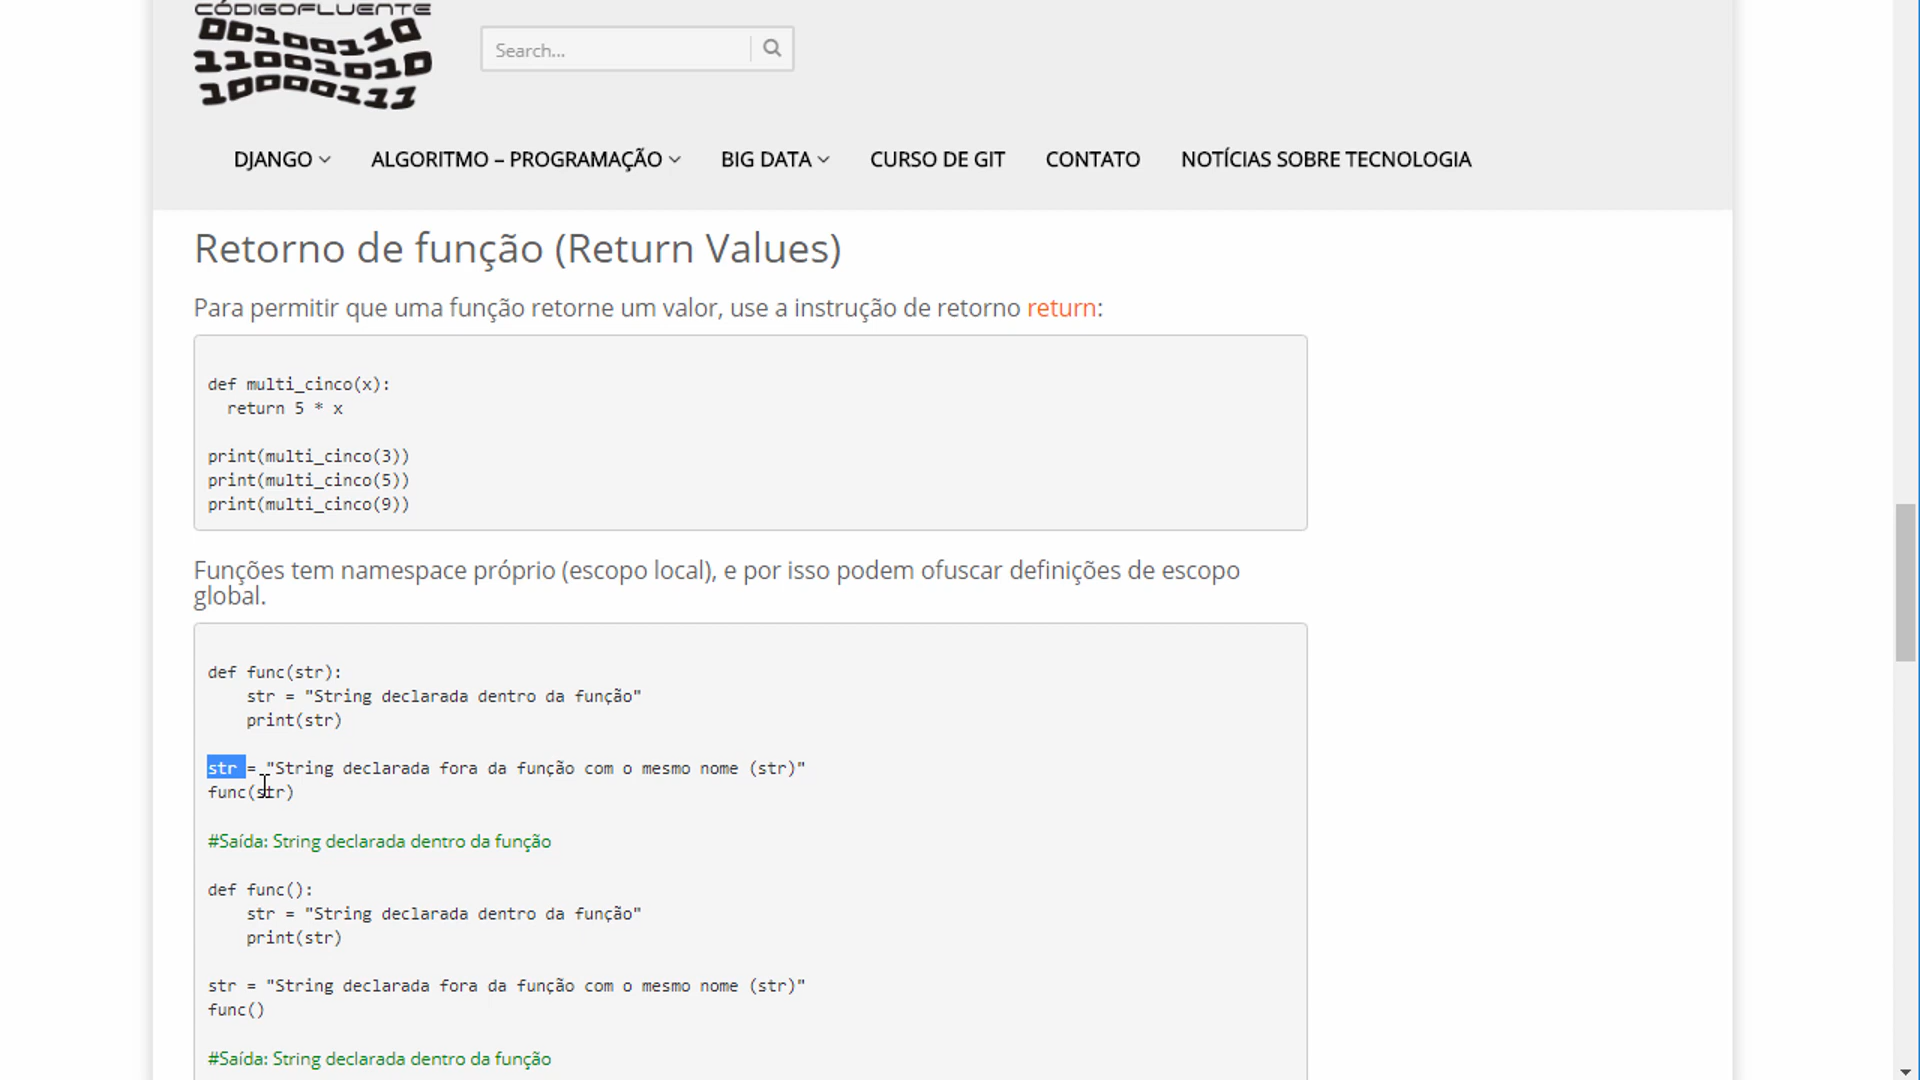 CÓDIGOFLUENTE
00100110
11001010
10000111
Search...
DJANGO
ALGORITMO – PROGRAMAÇÃO
BIG DATA
CURSO DE GIT
CONTATO
NOTÍCIAS SOBRE TECNOLOGIA
Retorno de função (Return Values)
Para permitir que uma função retorne um valor, use a instrução de retorno return:
def multi_cinco(x):
  return 5 * x
print(multi_cinco(3))
print(multi_cinco(5))
print(multi_cinco(9))
Funções tem namespace próprio (escopo local), e por isso podem ofuscar definições de escopo
global.
def func(str):
    str = "String declarada dentro da função"
    print(str)
str = "String declarada fora da função com o mesmo nome (str)"
func(str)
#Saída: String declarada dentro da função
def func():
    str = "String declarada dentro da função"
    print(str)
str = "String declarada fora da função com o mesmo nome (str)"
func()
#Saída: String declarada dentro da função